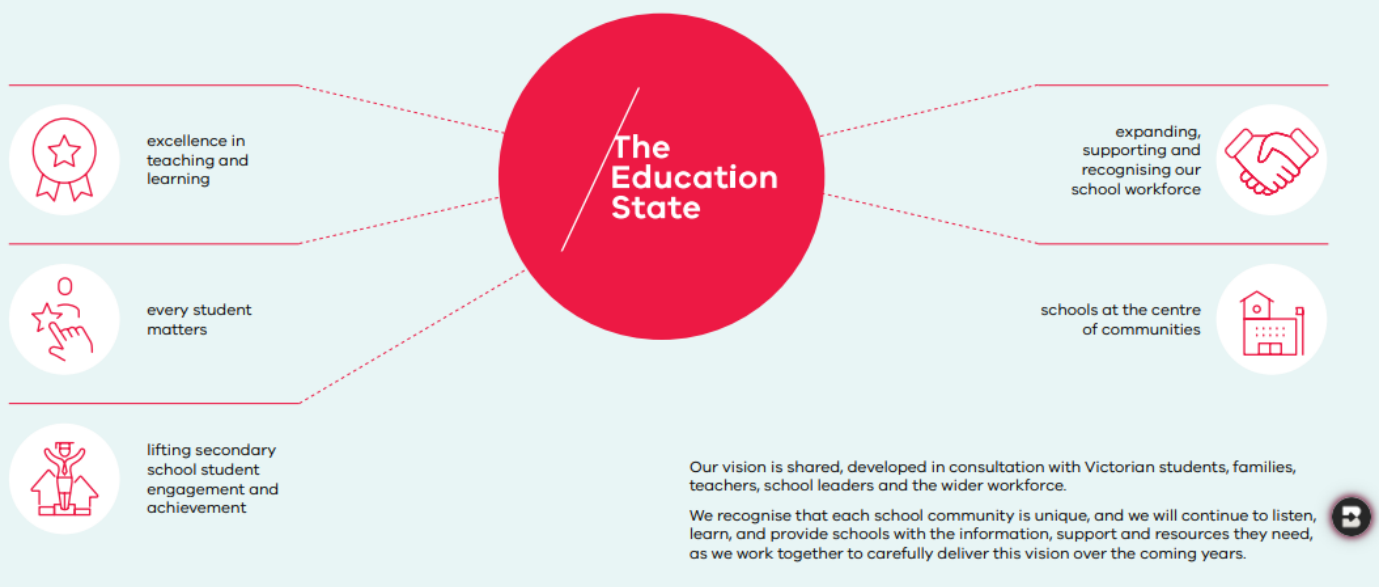 The
Education
State
excellence in
teaching and
learning
every student
matters
lifting secondary
school student
engagement and
achievement
expanding,
supporting and
recognising our
school workforce
schools at the centre
of communities
Our vision is shared, developed in consultation with Victorian students, families,
teachers, school leaders and the wider workforce.
We recognise that each school community is unique, and we will continue to listen,
learn, and provide schools with the information, support and resources they need,
as we work together to carefully deliver this vision over the coming years.